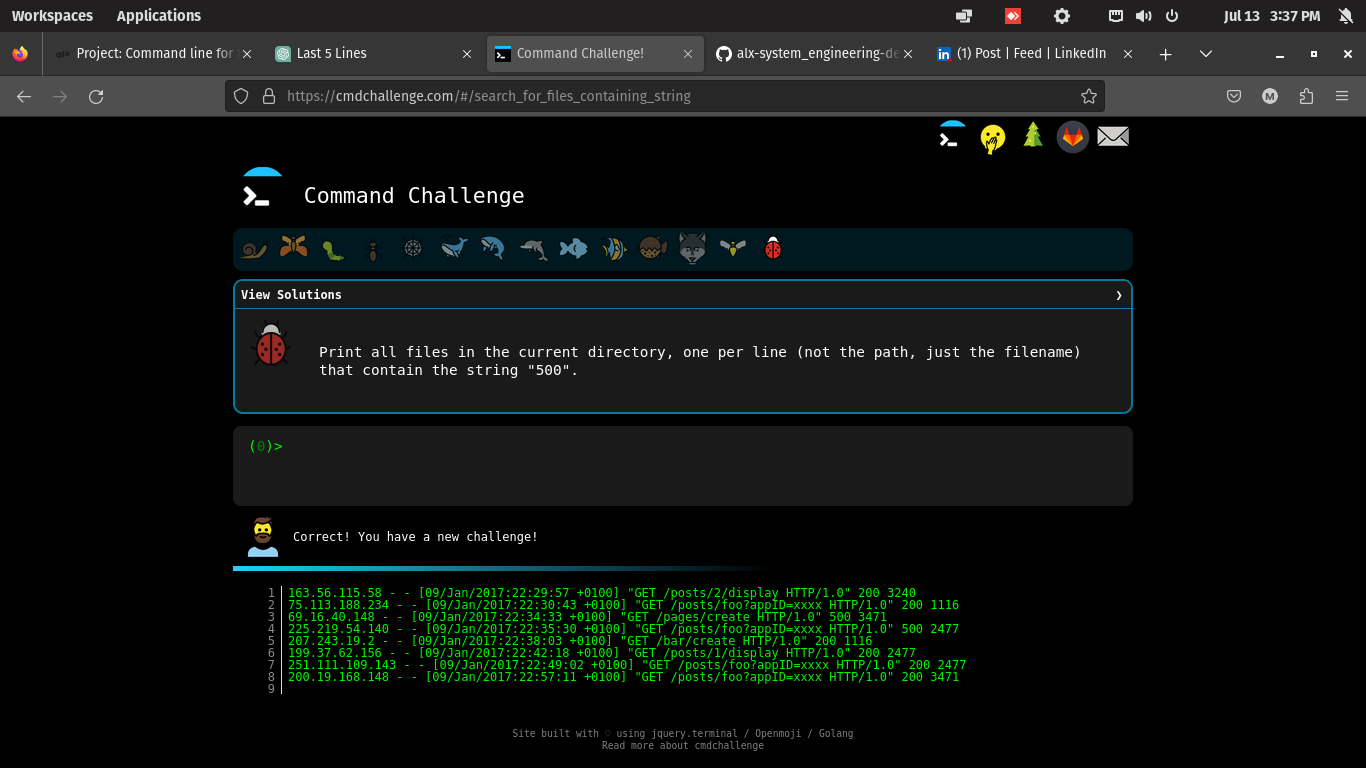 Workspaces Applications Jul 13 3:37 PM
alx Project: Command line for Last 5 Lines Command Challenge! alx-system_engineering-de (1) Post | Feed | LinkedIn
https://cmdchallenge.com/#/search_for_files_containing_string M
Command Challenge
View Solutions
Print all files in the current directory, one per line (not the path, just the filename)
that contain the string "500".
(0)>
Correct! You have a new challenge!
1 163.56.115.58 - - [09/Jan/2017:22:29:57 +0100] "GET /posts/2/display HTTP/1.0" 200 3240
2 75.113.188.234 - - [09/Jan/2017:22:30:43 +0100] "GET /posts/foo?appID=xxxx HTTP/1.0" 200 1116
3 69.16.40.148 - - [09/Jan/2017:22:34:33 +0100] "GET /pages/create HTTP/1.0" 500 3471
4 225.219.54.140 - - [09/Jan/2017:22:35:30 +0100] "GET /posts/foo?appID=xxxx HTTP/1.0" 500 2477
5 207.243.19.2 - - [09/Jan/2017:22:38:03 +0100] "GET /bar/create HTTP/1.0" 200 1116
6 199.37.62.156 - - [09/Jan/2017:22:42:18 +0100] "GET /posts/1/display HTTP/1.0" 200 2477
7 251.111.109.143 - - [09/Jan/2017:22:49:02 +0100] "GET /posts/foo?appID=xxxx HTTP/1.0" 200 2477
8 200.19.168.148 - - [09/Jan/2017:22:57:11 +0100] "GET /posts/foo?appID=xxxx HTTP/1.0" 200 3471
9
Site built with ♡ using jquery.terminal / Openmoji / Golang
Read more about cmdchallenge